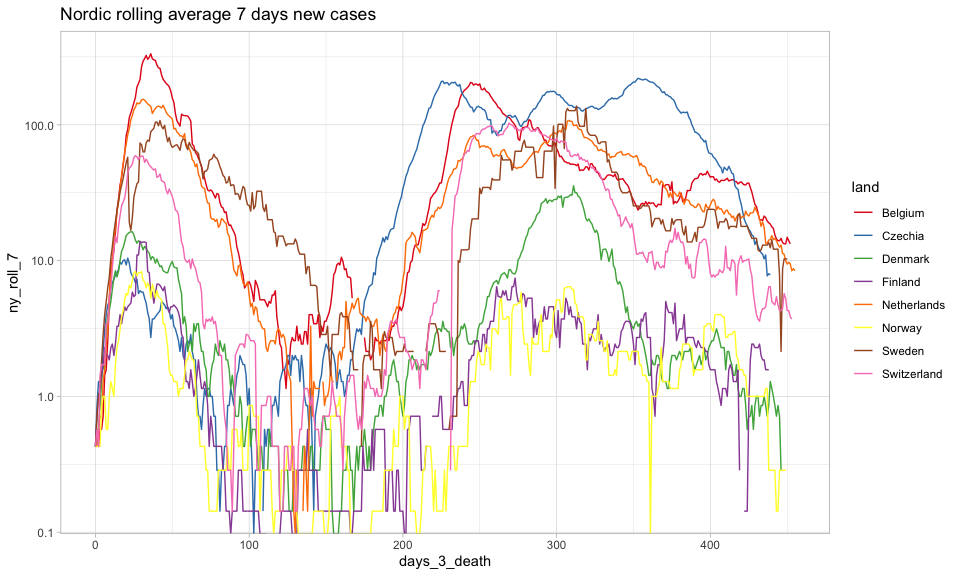 Nordic rolling average 7 days new cases
ny_roll_7
100.0
10.0
1.0
0.1
0
100
200
300
400
days_3_death
land
Belgium
Czechia
Denmark
Finland
Netherlands
Norway
Sweden
Switzerland